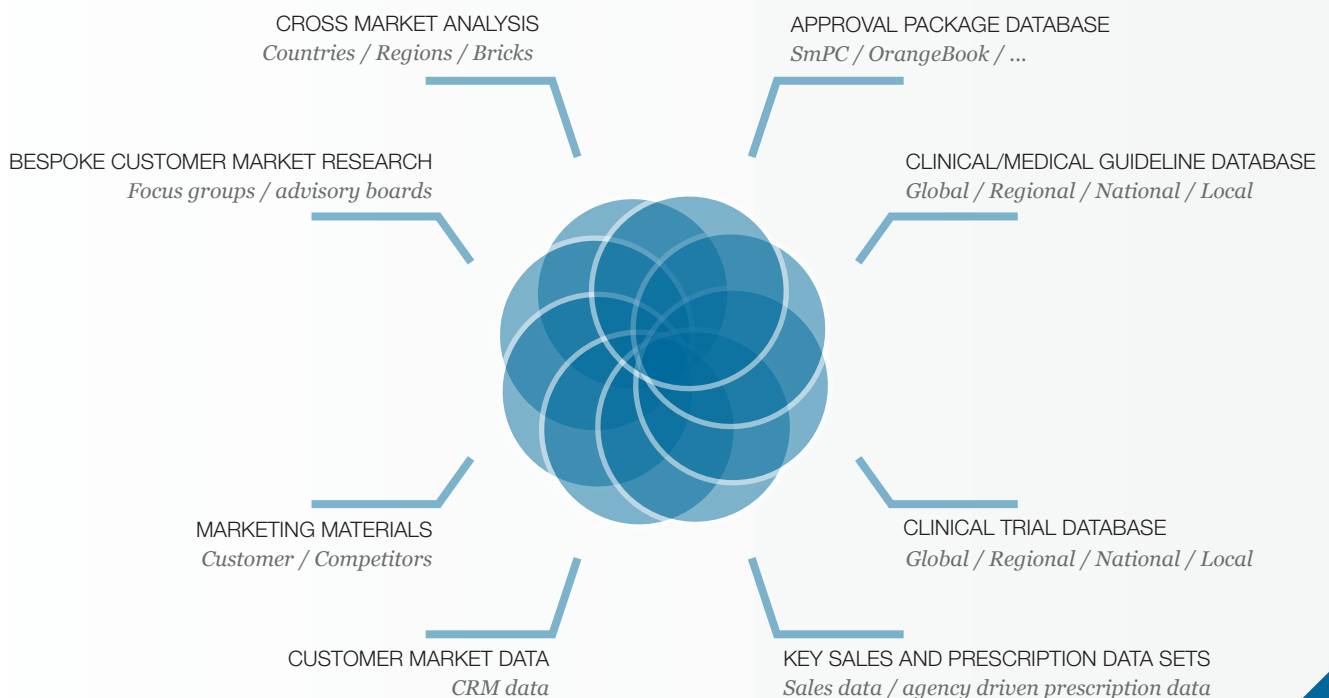 CROSS MARKET ANALYSIS
Countries / Regions / Bricks
APPROVAL PACKAGE DATABASE
SmPC / OrangeBook / ...
BESPOKE CUSTOMER MARKET RESEARCH
Focus groups / advisory boards
CLINICAL/MEDICAL GUIDELINE DATABASE
Global / Regional / National / Local
MARKETING MATERIALS
Customer / Competitors
CLINICAL TRIAL DATABASE
Global / Regional / National / Local
CUSTOMER MARKET DATA
CRM data
KEY SALES AND PRESCRIPTION DATA SETS
Sales data / agency driven prescription data